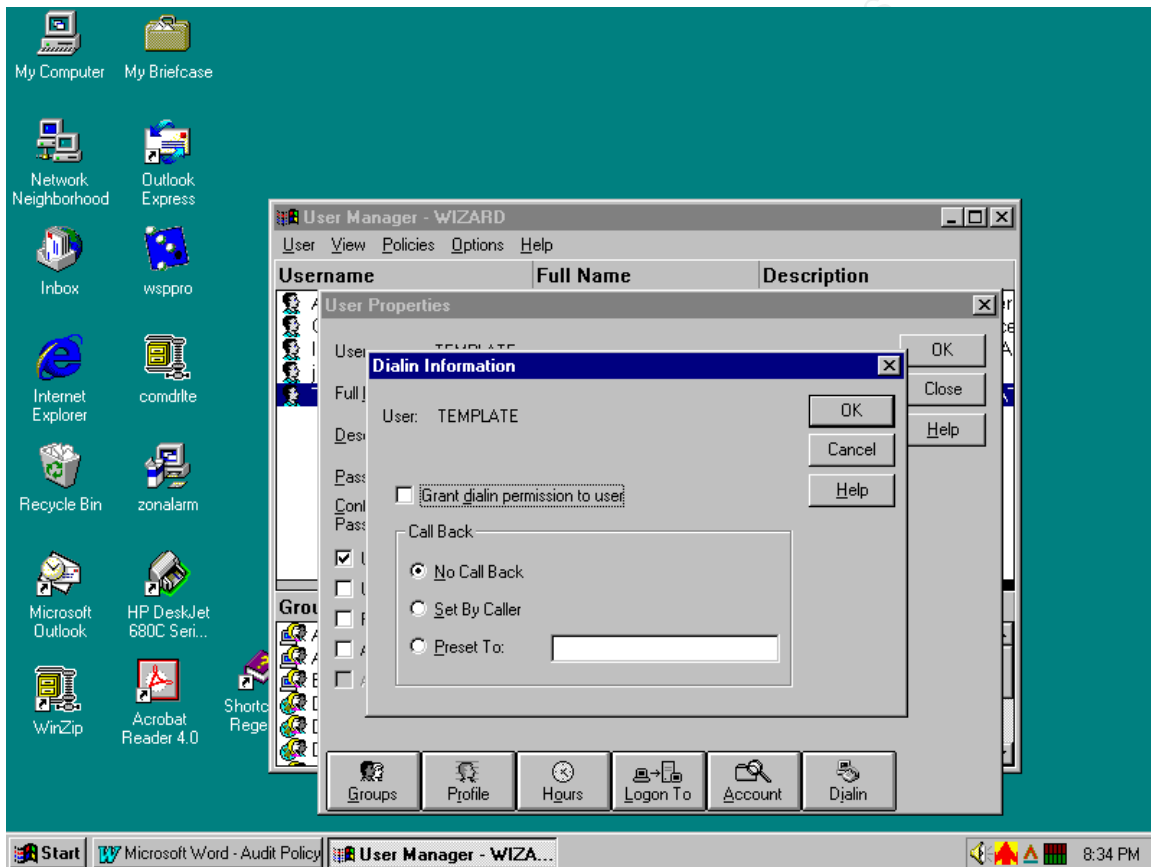 My Computer
My Briefcase
Network
Neighborhood
Outlook
Express
Inbox
wsppro
Internet
Explorer
comdrlte
Recycle Bin
zonalarm
Microsoft
Outlook
HP DeskJet
680C Seri...
WinZip
Acrobat
Reader 4.0
User Manager - WIZARD
User View Policies Options Help
Username Full Name Description
User Properties
TEMPLATE
OK
Close
Help
Full
Dialin Information
User: TEMPLATE
OK
Cancel
Help
Grant dialin permission to user
Call Back
No Call Back
Set By Caller
Preset To:
Groups
Profile
Hours
Logon To
Account
Dialin
Start
Microsoft Word - Audit Policy
User Manager - WIZA...
8:34 PM